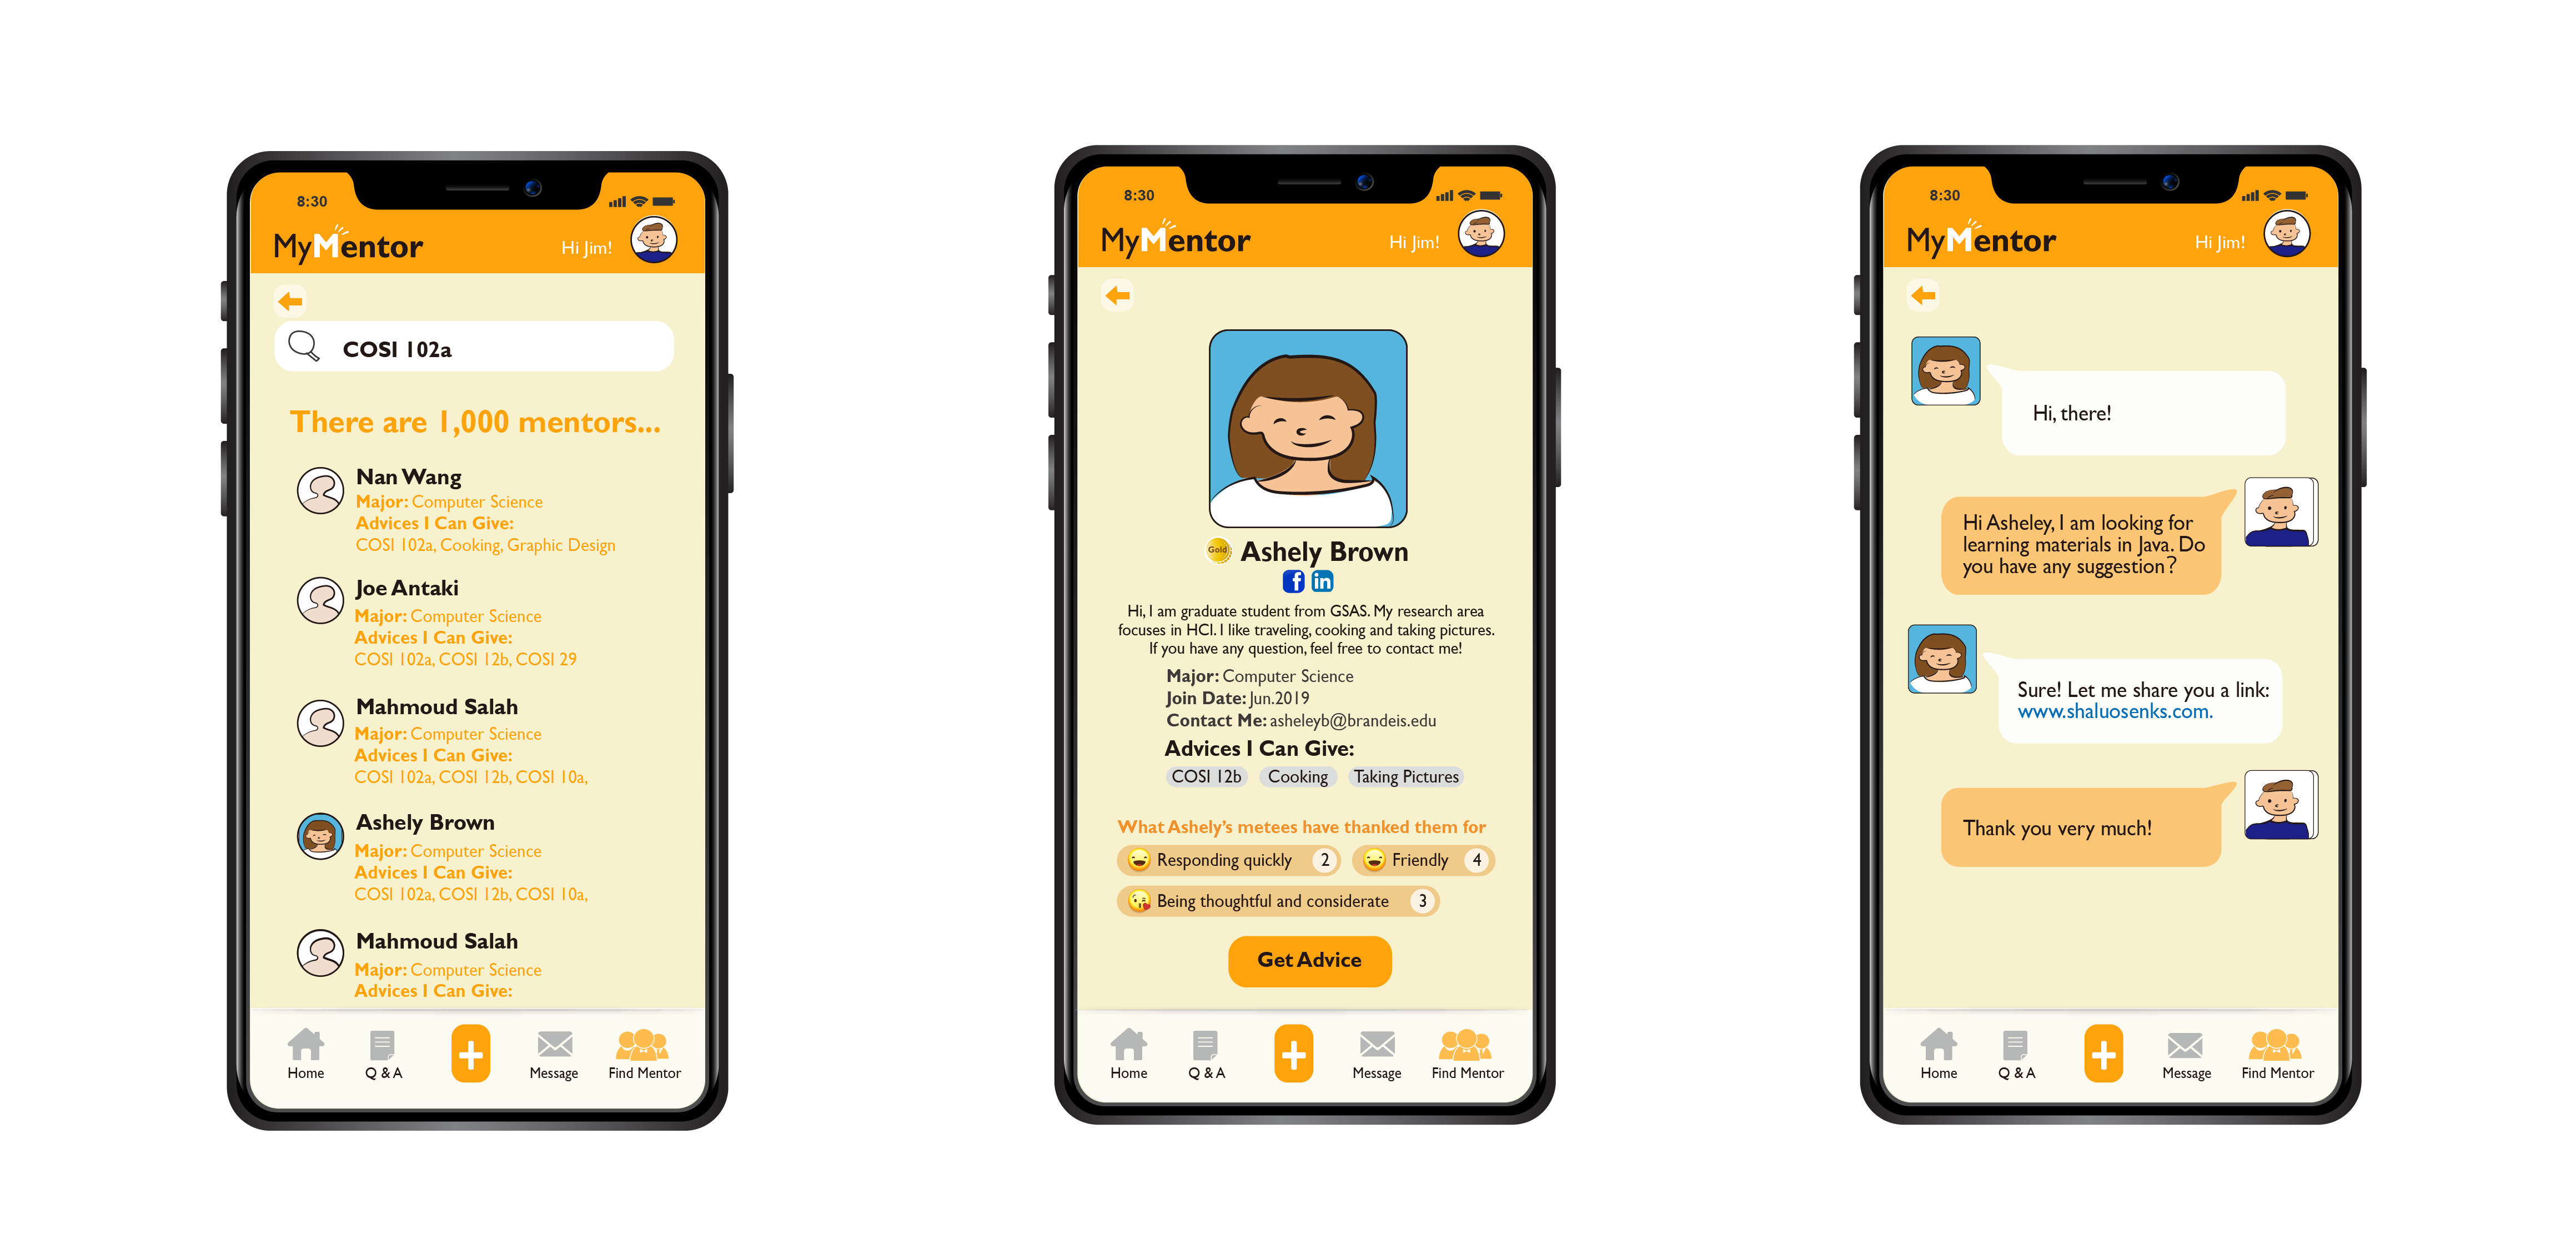 8:30
MyMentor
Hi Jim!
COSI 102a
There are 1,000 mentors...
Nan Wang
Major: Computer Science
Advices I Can Give:
COSI 102a, Cooking, Graphic Design
Joe Antaki
Major: Computer Science
Advices I Can Give:
COSI 102a, COSI 12b, COSI 29
Mahmoud Salah
Major: Computer Science
Advices I Can Give:
COSI 102a, COSI 12b, COSI 10a,
Ashely Brown
Major: Computer Science
Advices I Can Give:
COSI 102a, COSI 12b, COSI 10a,
Mahmoud Salah
Major: Computer Science
Advices I Can Give:
Home
Q & A
Message
Find Mentor
8:30
MyMentor
Hi Jim!
Gold
Ashely Brown
f in
Hi, I am graduate student from GSAS. My research area
focuses in HCI. I like traveling, cooking and taking pictures.
If you have any question, feel free to contact me!
Major: Computer Science
Join Date: Jun.2019
Contact Me: asheleyb@brandeis.edu
Advices I Can Give:
COSI 12b Cooking Taking Pictures
What Ashely's metees have thanked them for
Responding quickly 2 Friendly 4
Being thoughtful and considerate 3
Get Advice
Home
Q & A
Message
Find Mentor
8:30
MyMentor
Hi Jim!
Hi, there!
Hi Asheley, I am looking for
learning materials in Java. Do
you have any suggestion?
Sure! Let me share you a link:
www.shaluosenks.com.
Thank you very much!
Home
Q & A
Message
Find Mentor